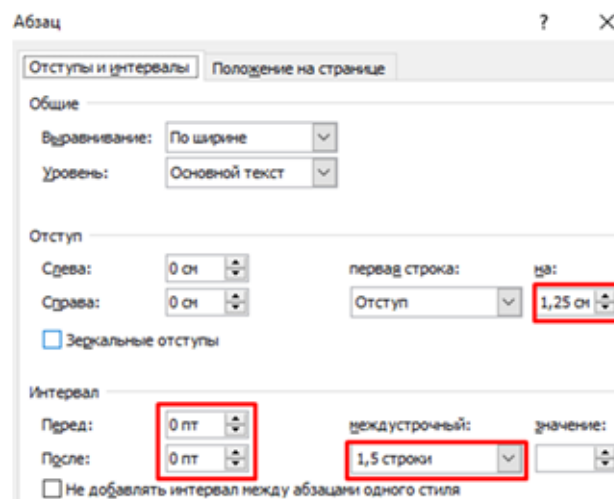 Абзац ? ×
Отступы и интервалы Положение на странице
Общие
Выравнивание: По ширине
Уровень: Основной текст
Отступ
Слева: 0 см первая строка: на:
Справа: 0 см Отступ 1,25 см
Зеркальные отступы
Интервал
Перед: 0 пт междустрочный: значение:
После: 0 пт 1,5 строки
Не добавлять интервал между абзацами одного стиля